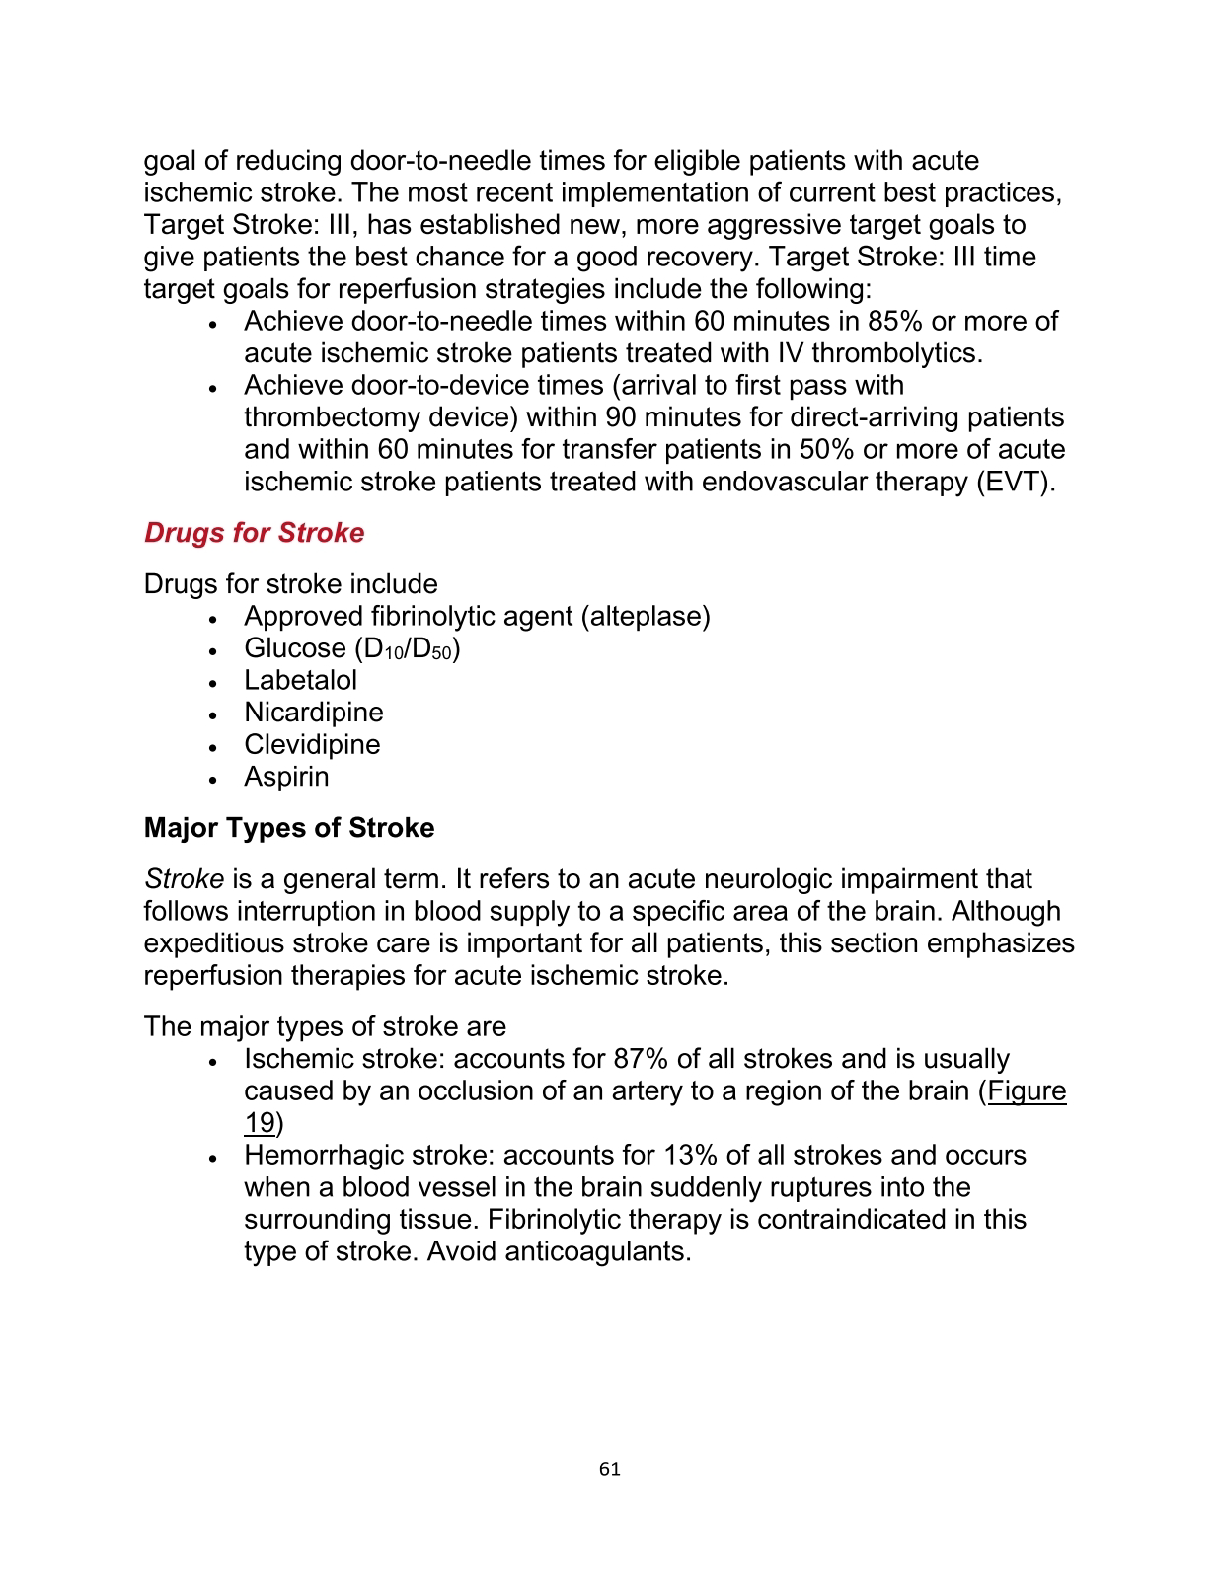 goal of reducing door-to-needle times for eligible patients with acute
ischemic stroke. The most recent implementation of current best practices,
Target Stroke: III, has established new, more aggressive target goals to
give patients the best chance for a good recovery. Target Stroke: III time
target goals for reperfusion strategies include the following:
• Achieve door-to-needle times within 60 minutes in 85% or more of
acute ischemic stroke patients treated with IV thrombolytics.
• Achieve door-to-device times (arrival to first pass with
thrombectomy device) within 90 minutes for direct-arriving patients
and within 60 minutes for transfer patients in 50% or more of acute
ischemic stroke patients treated with endovascular therapy (EVT).
Drugs for Stroke
Drugs for stroke include
• Approved fibrinolytic agent (alteplase)
• Glucose (D10/D50)
• Labetalol
• Nicardipine
• Clevidipine
• Aspirin
Major Types of Stroke
Stroke is a general term. It refers to an acute neurologic impairment that
follows interruption in blood supply to a specific area of the brain. Although
expeditious stroke care is important for all patients, this section emphasizes
reperfusion therapies for acute ischemic stroke.
The major types of stroke are
• Ischemic stroke: accounts for 87% of all strokes and is usually
caused by an occlusion of an artery to a region of the brain (Figure
19)
• Hemorrhagic stroke: accounts for 13% of all strokes and occurs
when a blood vessel in the brain suddenly ruptures into the
surrounding tissue. Fibrinolytic therapy is contraindicated in this
type of stroke. Avoid anticoagulants.
61